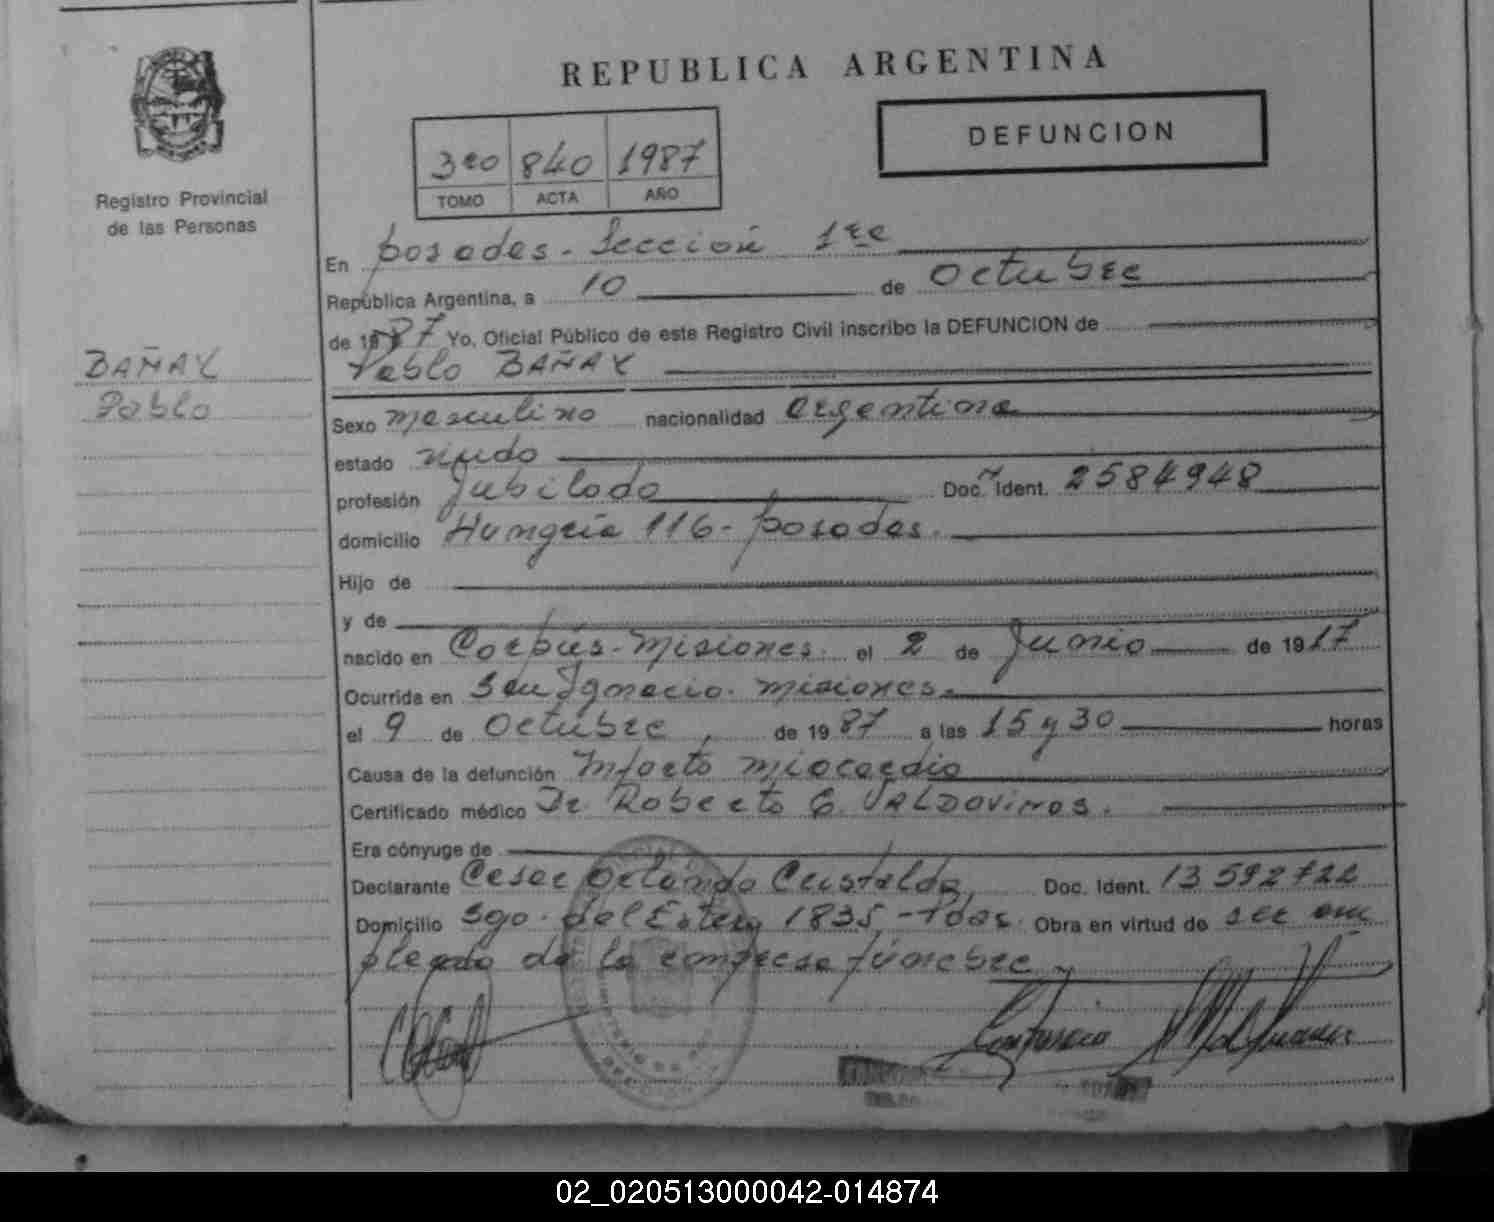 REPUBLICA ARGENTINA
DEFUNCION
3ro 840 1987
TOMO ACTA AÑO
Registro Provincial
de las Personas
En Posadas - Sección 1ra
República Argentina, a 10 de Octubre
de 1987 Yo, Oficial Público de este Registro Civil inscribo la DEFUNCION de
Pablo BAÑAY
BAÑAY
Pablo
Sexo masculino nacionalidad argentina
estado viudo
profesión Jubilado Doc. Ident. 2584948
domicilio Hungría 116 - Posadas.
Hijo de
y de
nacido en Corpus - Misiones. el 2 de Junio de 1917
Ocurrida en San Ignacio. Misiones.
el 9 de Octubre, de 1987 a las 15 y 30 horas
Causa de la defunción Infarto miocardio
Certificado médico Dr Roberto G. VALDOVINOS.
Era cónyuge de
Declarante Cesar Orlando Cristaldo, Doc. Ident. 13592722
Domicilio Sgo. del Estero 1835, - Pdas. Obra en virtud de ser em
pleado de la empresa fúnebre
02_020513000042-014874